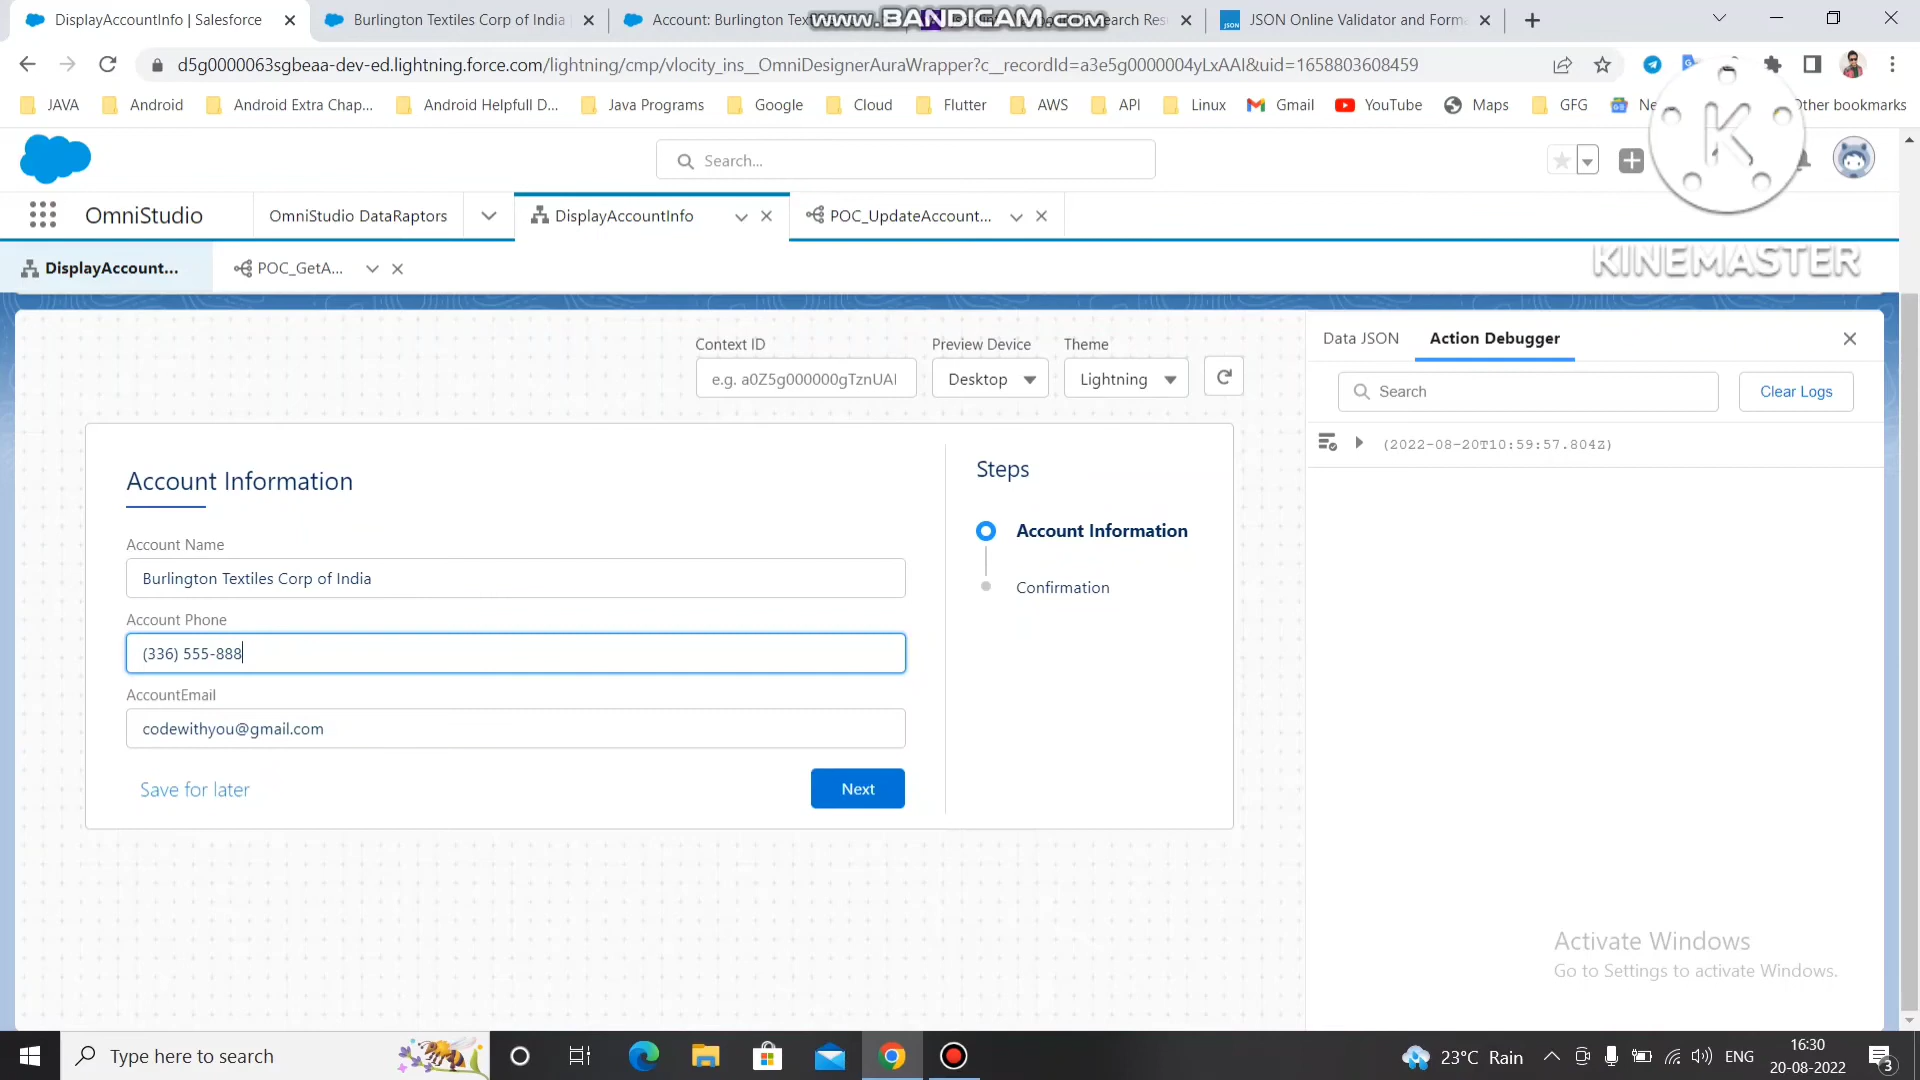 DisplayAccountInfo | Salesforce
Burlington Textiles Corp of India
Account: Burlington Te
www.BANDICAM.com
earch Res
JSON Online Validator and Forma
d5g0000063sgbeaa-dev-ed.lightning.force.com/lightning/cmp/vlocity_ins__OmniDesignerAuraWrapper?c__recordId=a3e5g0000004yLxAAI&uid=1658803608459
JAVA
Android
Android Extra Chap...
Android Helpfull D...
Java Programs
Google
Cloud
Flutter
AWS
API
Linux
Gmail
YouTube
Maps
GFG
Ne
Other bookmarks
K
Search...
OmniStudio
OmniStudio DataRaptors
DisplayAccountInfo
POC_UpdateAccount...
DisplayAccount...
POC_GetA...
KINEMASTER
Context ID
Preview Device
Theme
e.g. a0Z5g000000gTznUAI
Desktop
Lightning
Data JSON
Action Debugger
Search
Clear Logs
(2022-08-20T10:59:57.804Z)
Account Information
Account Name
Burlington Textiles Corp of India
Account Phone
(336) 555-888
AccountEmail
codewithyou@gmail.com
Save for later
Next
Steps
Account Information
Confirmation
Activate Windows
Go to Settings to activate Windows.
Type here to search
23°C Rain
ENG
16:30
20-08-2022
3